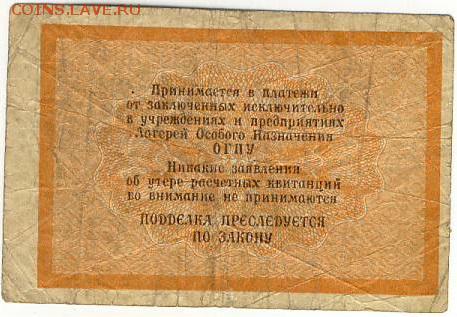 COINS.LAVE.RU
Принимается в платежи
от заключенных исключительно
в учреждениях и предприятиях
Лагерей Особого Назначения
ОГПУ
Никакие заявления
об утере расчетных квитанций
во внимание не принимаются
ПОДДЕЛКА ПРЕСЛЕДУЕТСЯ
ПО ЗАКОНУ